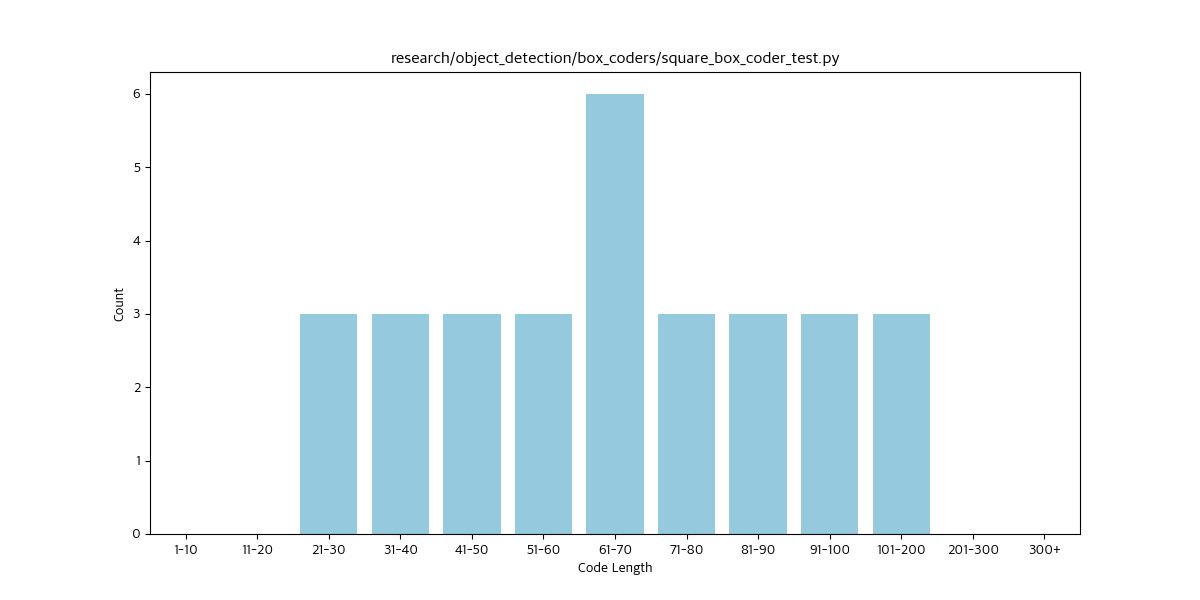 research/object_detection/box_coders/square_box_coder_test.py
6
5
4
3
2
1
0
Count
1-10 11-20 21-30 31-40 41-50 51-60 61-70 71-80 81-90 91-100 101-200 201-300 300+
Code Length